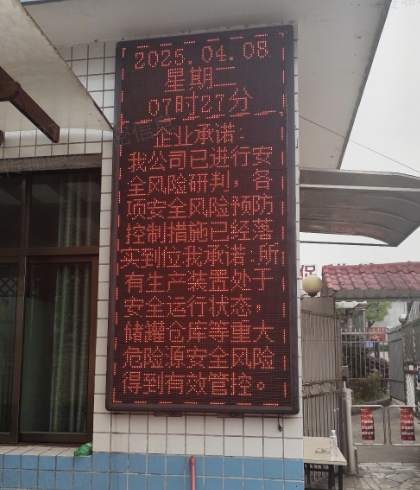 2025.04.08
星期二
07时27分
企业承诺:
我公司已进行安
全风险研判，各
项安全风险预防
控制措施已经落
实到位我承诺:所
有生产装置处于
安全运行状态，
储罐仓库等重大
危险源安全风险
得到有效管控。
保